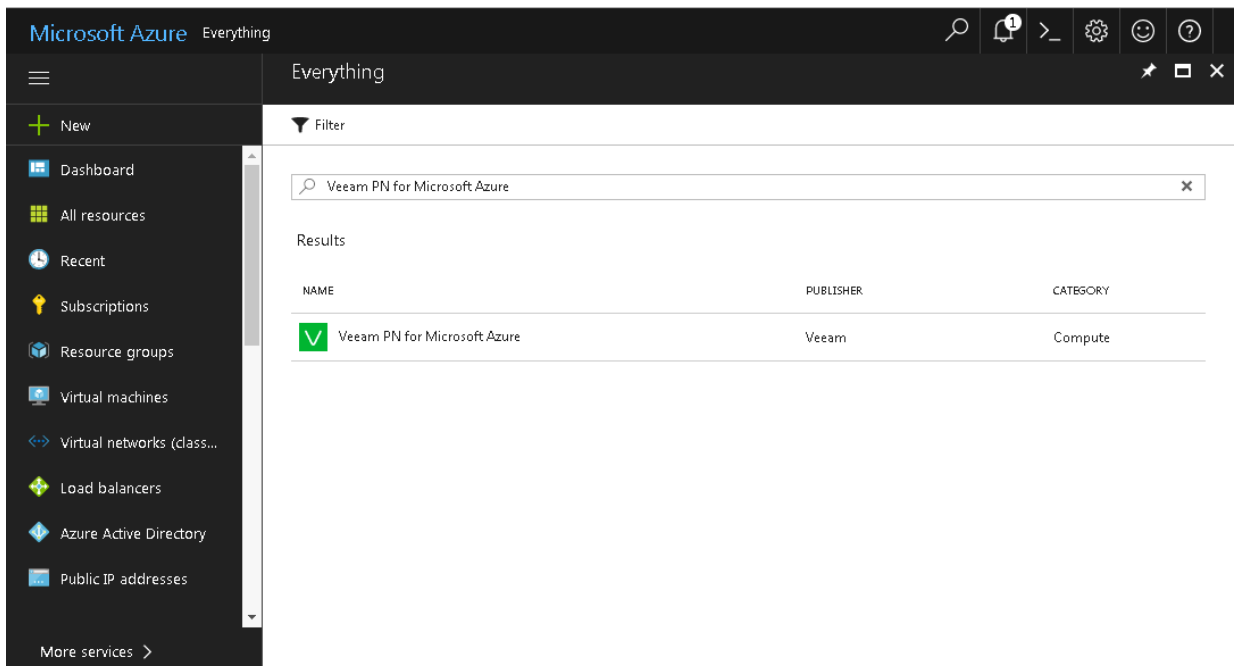 Microsoft Azure Everything
1
Everything
New
Filter
Dashboard
Veeam PN for Microsoft Azure
All resources
Results
Recent
NAME PUBLISHER CATEGORY
Subscriptions
Veeam PN for Microsoft Azure Veeam Compute
Resource groups
Virtual machines
Virtual networks (class...
Load balancers
Azure Active Directory
Public IP addresses
More services